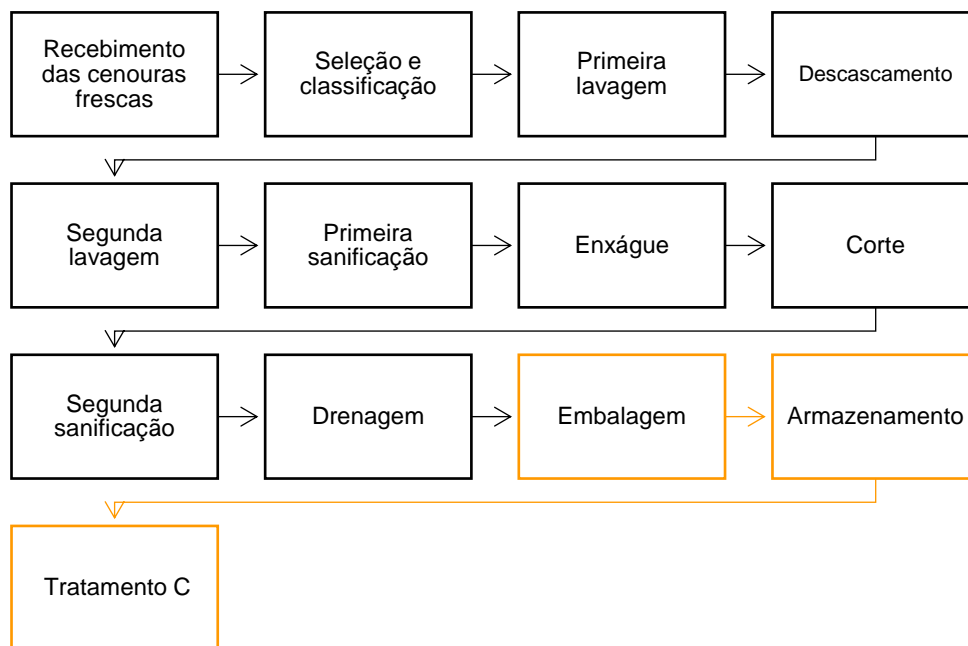 Recebimento
das cenouras
frescas
Seleção e
classificação
Primeira
lavagem
Descascamento
Segunda
lavagem
Primeira
sanificação
Enxágue
Corte
Segunda
sanificação
Drenagem
Embalagem
Armazenamento
Tratamento C